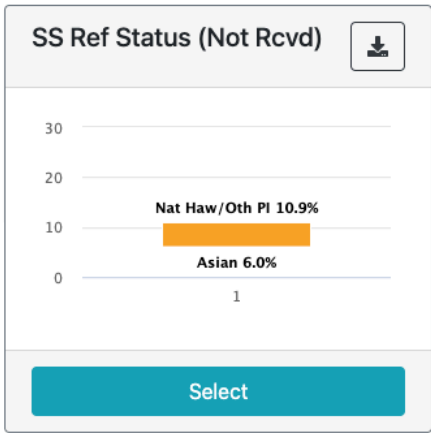 SS Ref Status (Not Rcvd)
30
20
Nat Haw/Oth PI 10.9%
10
Asian 6.0%
0
1
Select